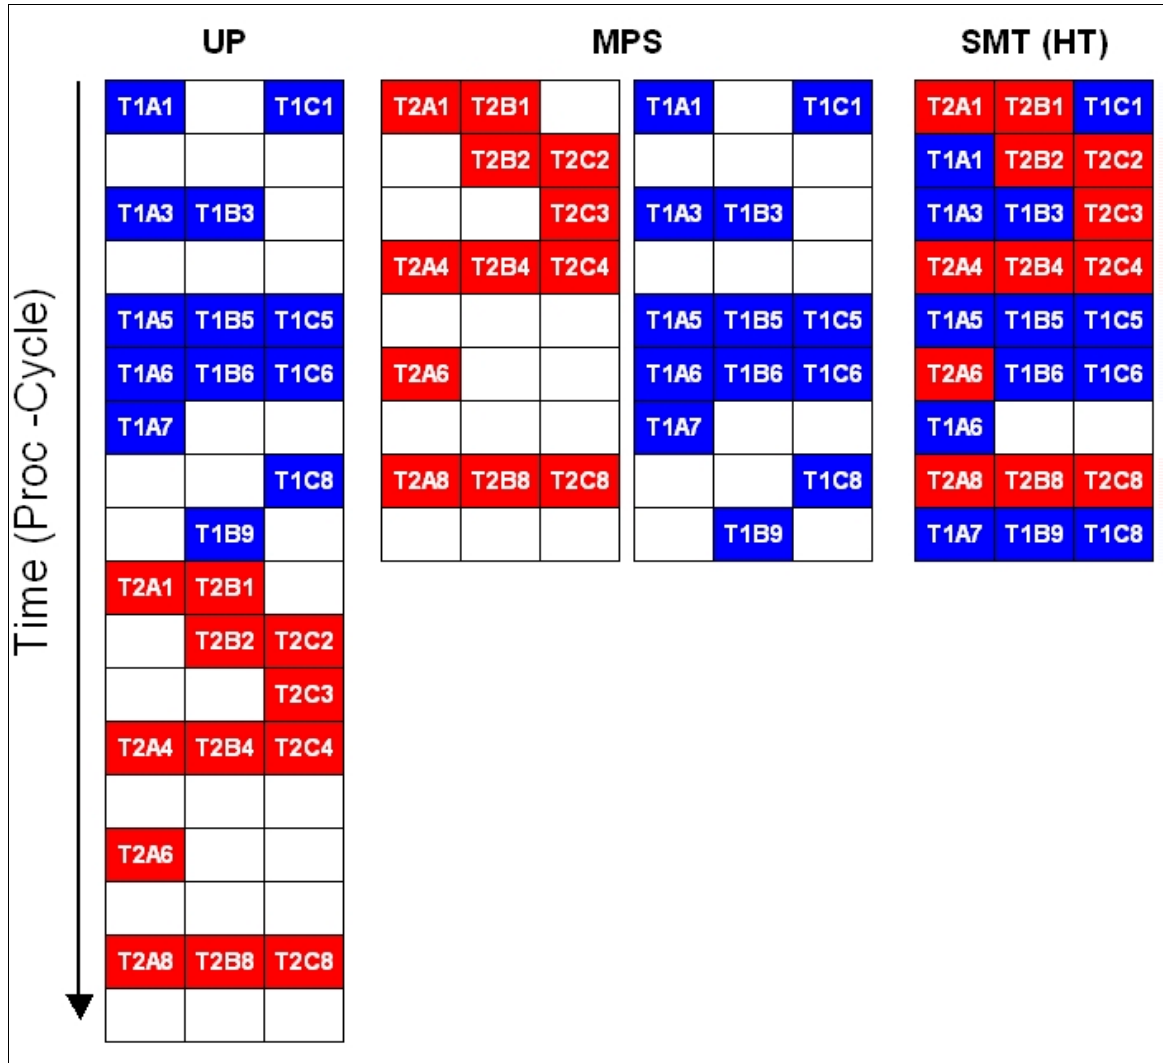 UP MPS SMT (HT)
T1A1 T1C1 T2A1 T2B1 T1A1 T1C1 T2A1 T2B1 T1C1
T2B2 T2C2 T1A1 T2B2 T2C2
T1A3 T1B3 T2C3 T1A3 T1B3 T1A3 T1B3 T2C3
T2A4 T2B4 T2C4 T2A4 T2B4 T2C4
T1A5 T1B5 T1C5 T1A5 T1B5 T1C5 T1A5 T1B5 T1C5
T1A6 T1B6 T1C6 T2A6 T1A6 T1B6 T1C6 T2A6 T1B6 T1C6
T1A7 T1A7 T1A6
T1C8 T2A8 T2B8 T2C8 T1C8 T2A8 T2B8 T2C8
T1B9 T1B9 T1A7 T1B9 T1C8
T2A1 T2B1
T2B2 T2C2
T2C3
T2A4 T2B4 T2C4
T2A6
T2A8 T2B8 T2C8
Time (Proc -Cycle)